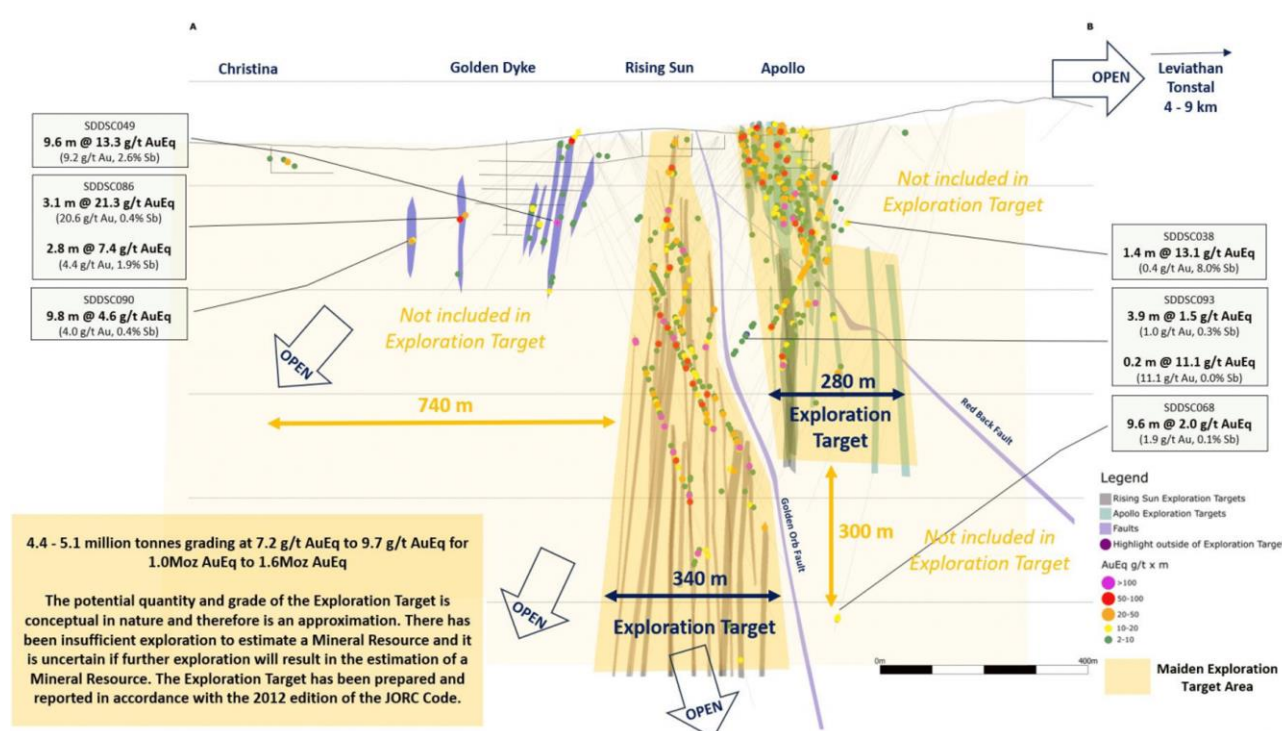 A
B
Christina
Golden Dyke
Rising Sun
Apollo
OPEN
Leviathan
Tonstal
4 - 9 km
SDDSC049
9.6 m @ 13.3 g/t AuEq
(9.2 g/t Au, 2.6% Sb)
SDDSC086
3.1 m @ 21.3 g/t AuEq
(20.6 g/t Au, 0.4% Sb)
2.8 m @ 7.4 g/t AuEq
(4.4 g/t Au, 1.9% Sb)
SDDSC090
9.8 m @ 4.6 g/t AuEq
(4.0 g/t Au, 0.4% Sb)
Not included in
Exploration Target
OPEN
740 m
Not included in
Exploration Target
SDDSC038
1.4 m @ 13.1 g/t AuEq
(0.4 g/t Au, 8.0% Sb)
SDDSC093
3.9 m @ 1.5 g/t AuEq
(1.0 g/t Au, 0.3% Sb)
0.2 m @ 11.1 g/t AuEq
(11.1 g/t Au, 0.0% Sb)
SDDSC068
9.6 m @ 2.0 g/t AuEq
(1.9 g/t Au, 0.1% Sb)
280 m
Exploration
Target
Red Back Fault
Golden Orb Fault
300 m
Not included in
Exploration Target
340 m
Exploration Target
OPEN
OPEN
4.4 - 5.1 million tonnes grading at 7.2 g/t AuEq to 9.7 g/t AuEq for
1.0Moz AuEq to 1.6Moz AuEq
The potential quantity and grade of the Exploration Target is
conceptual in nature and therefore is an approximation. There has
been insufficient exploration to estimate a Mineral Resource and it
is uncertain if further exploration will result in the estimation of a
Mineral Resource. The Exploration Target has been prepared and
reported in accordance with the 2012 edition of the JORC Code.
Legend
Rising Sun Exploration Targets
Apollo Exploration Targets
Faults
Highlight outside of Exploration Targe
AuEq g/t x m
>100
50-100
20-50
10-20
2-10
0m
400m
Maiden Exploration
Target Area